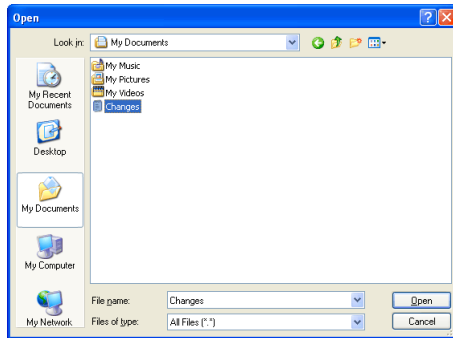 Open
Look in:
My Documents
My Recent
Documents
Desktop
My Documents
My Computer
My Network
My Music
My Pictures
My Videos
Changes
File name:
Changes
Open
Files of type:
All Files (*.*)
Cancel